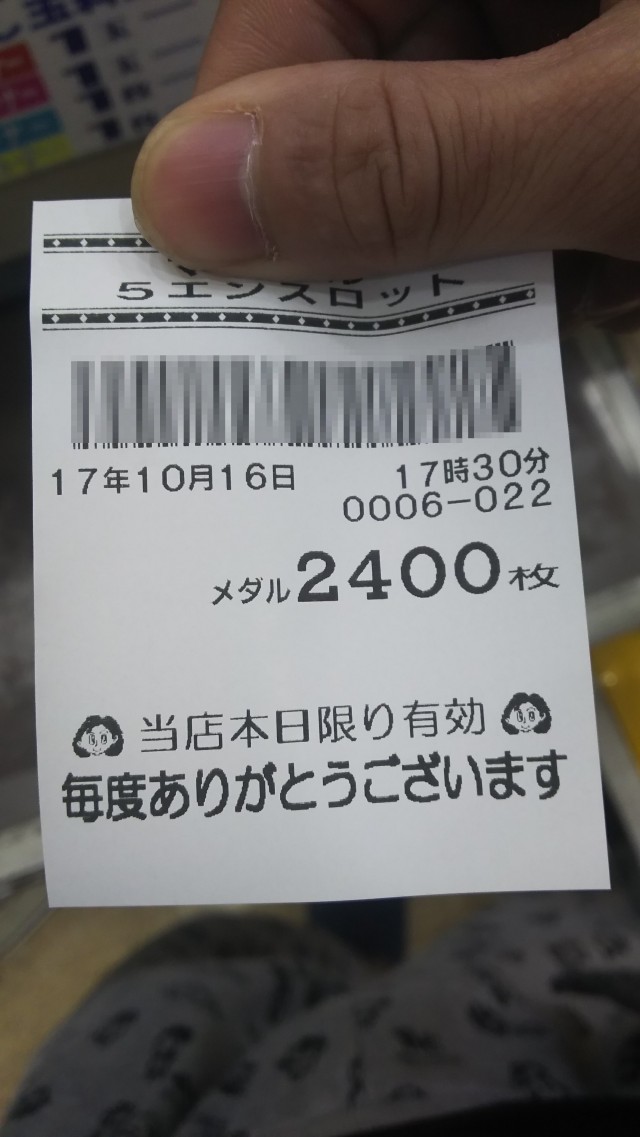 5エンスロット
17年10月16日 17時30分
0006-022
メダル2400枚
当店本日限り有効
毎度ありがとうございます